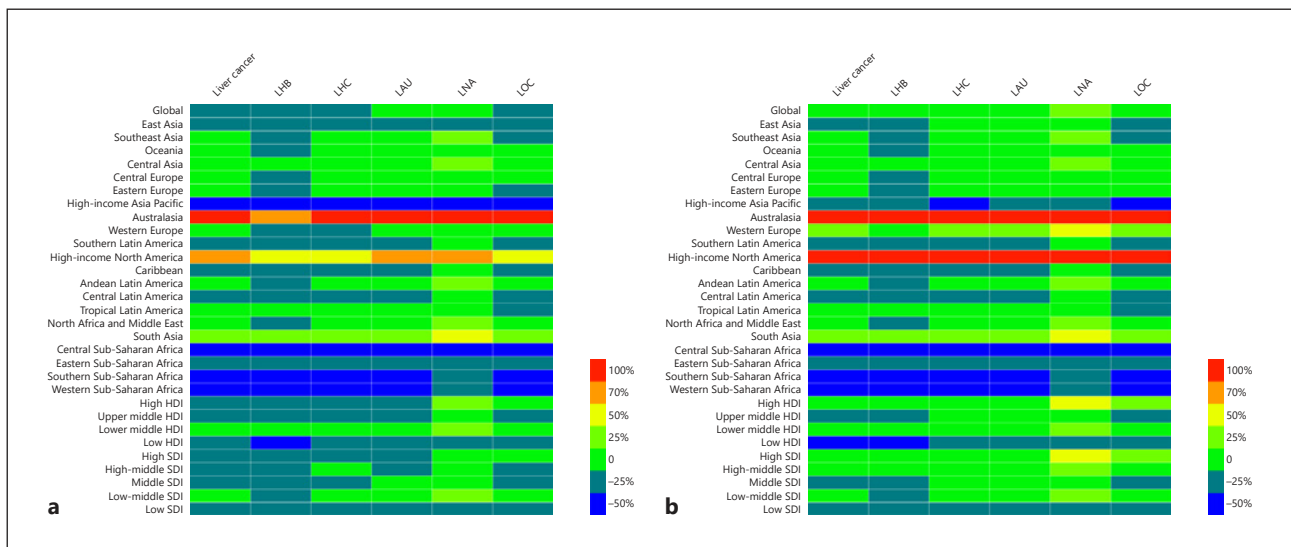 Liver cancer LHB LHC LAU LNA LOC
Global
East Asia
Southeast Asia
Oceania
Central Asia
Central Europe
Eastern Europe
High-income Asia Pacific
Australasia
Western Europe
Southern Latin America
High-income North America
Caribbean
Andean Latin America
Central Latin America
Tropical Latin America
North Africa and Middle East
South Asia
Central Sub-Saharan Africa
Eastern Sub-Saharan Africa
Southern Sub-Saharan Africa
Western Sub-Saharan Africa
High HDI
Upper middle HDI
Lower middle HDI
Low HDI
High SDI
High-middle SDI
Middle SDI
Low-middle SDI
Low SDI
100%
70%
50%
25%
0
−25%
−50%
a
Liver cancer LHB LHC LAU LNA LOC
Global
East Asia
Southeast Asia
Oceania
Central Asia
Central Europe
Eastern Europe
High-income Asia Pacific
Australasia
Western Europe
Southern Latin America
High-income North America
Caribbean
Andean Latin America
Central Latin America
Tropical Latin America
North Africa and Middle East
South Asia
Central Sub-Saharan Africa
Eastern Sub-Saharan Africa
Southern Sub-Saharan Africa
Western Sub-Saharan Africa
High HDI
Upper middle HDI
Lower middle HDI
Low HDI
High SDI
High-middle SDI
Middle SDI
Low-middle SDI
Low SDI
100%
70%
50%
25%
0
−25%
−50%
b